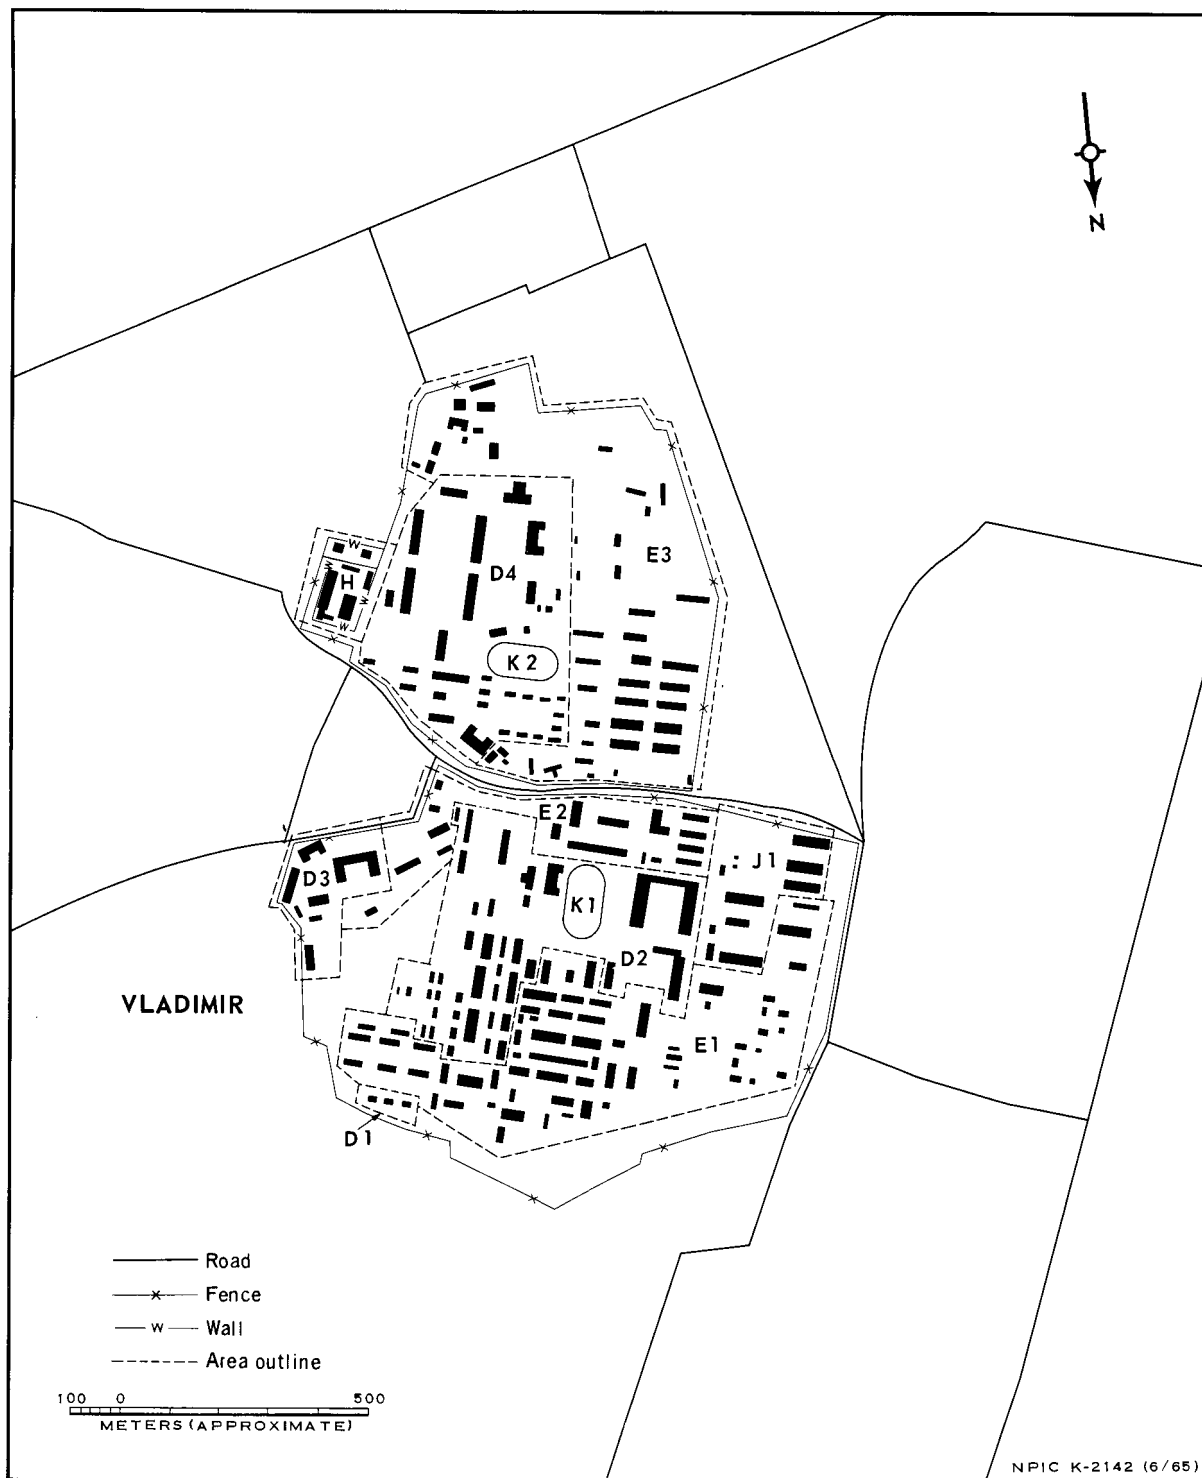 N
E3
H
D4
K2
E2
J1
D3
K1
D2
VLADIMIR
E1
D1
Road
Fence
W Wall
Area outline
100 0 500
METERS (APPROXIMATE)
NPIC K-2142 (6/65)